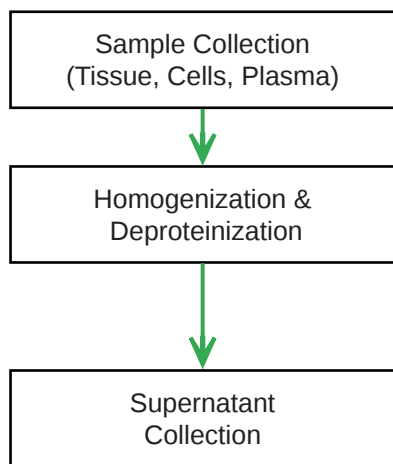 Sample Collection
(Tissue, Cells, Plasma)
Homogenization &
Deproteinization
Supernatant
Collection